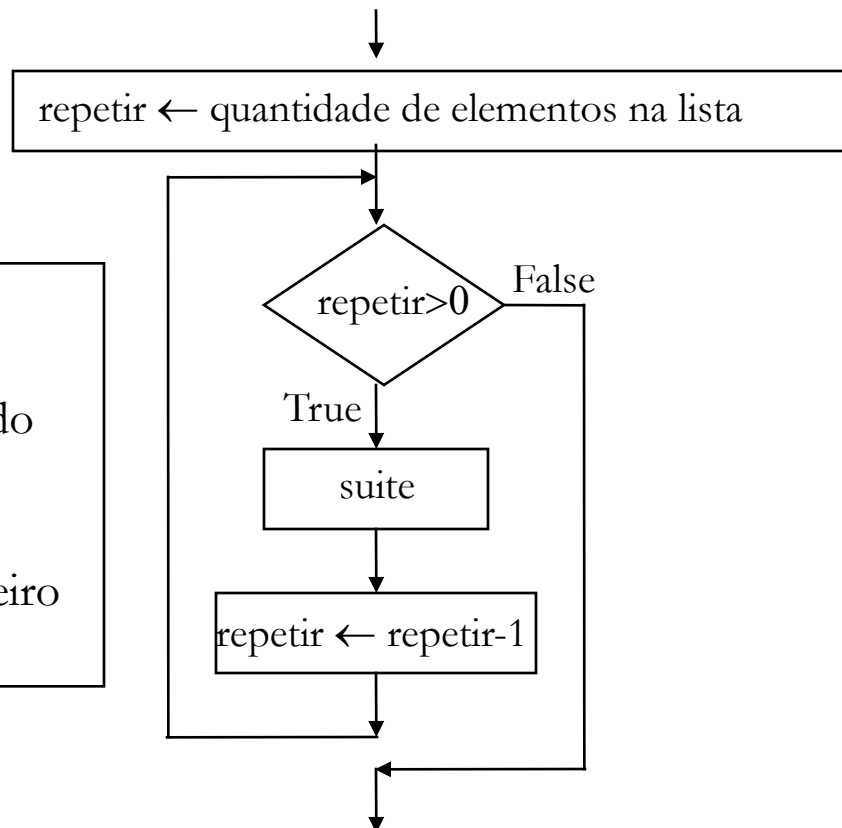 repetir ← quantidade de elementos na lista
repetir>0
False
True
suite
repetir ← repetir-1